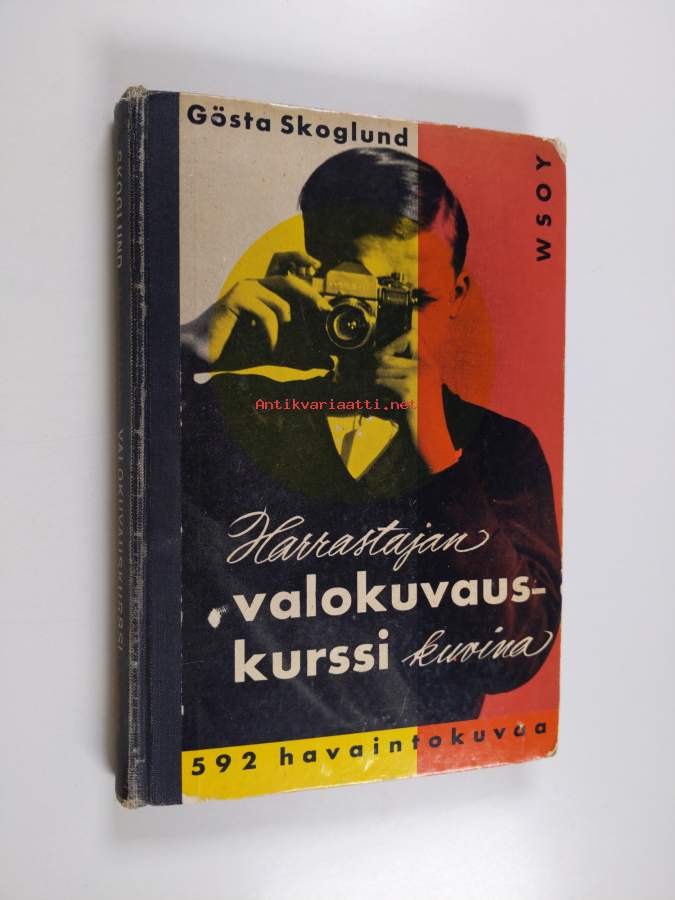 Gösta Skoglund
WSOY
Antikvariaatti.net
Harrastajan
valokuvaus-
kurssi kuvina
592 havaintokuvaa
SKOGLUND
VALOKUVAUSKURSSI